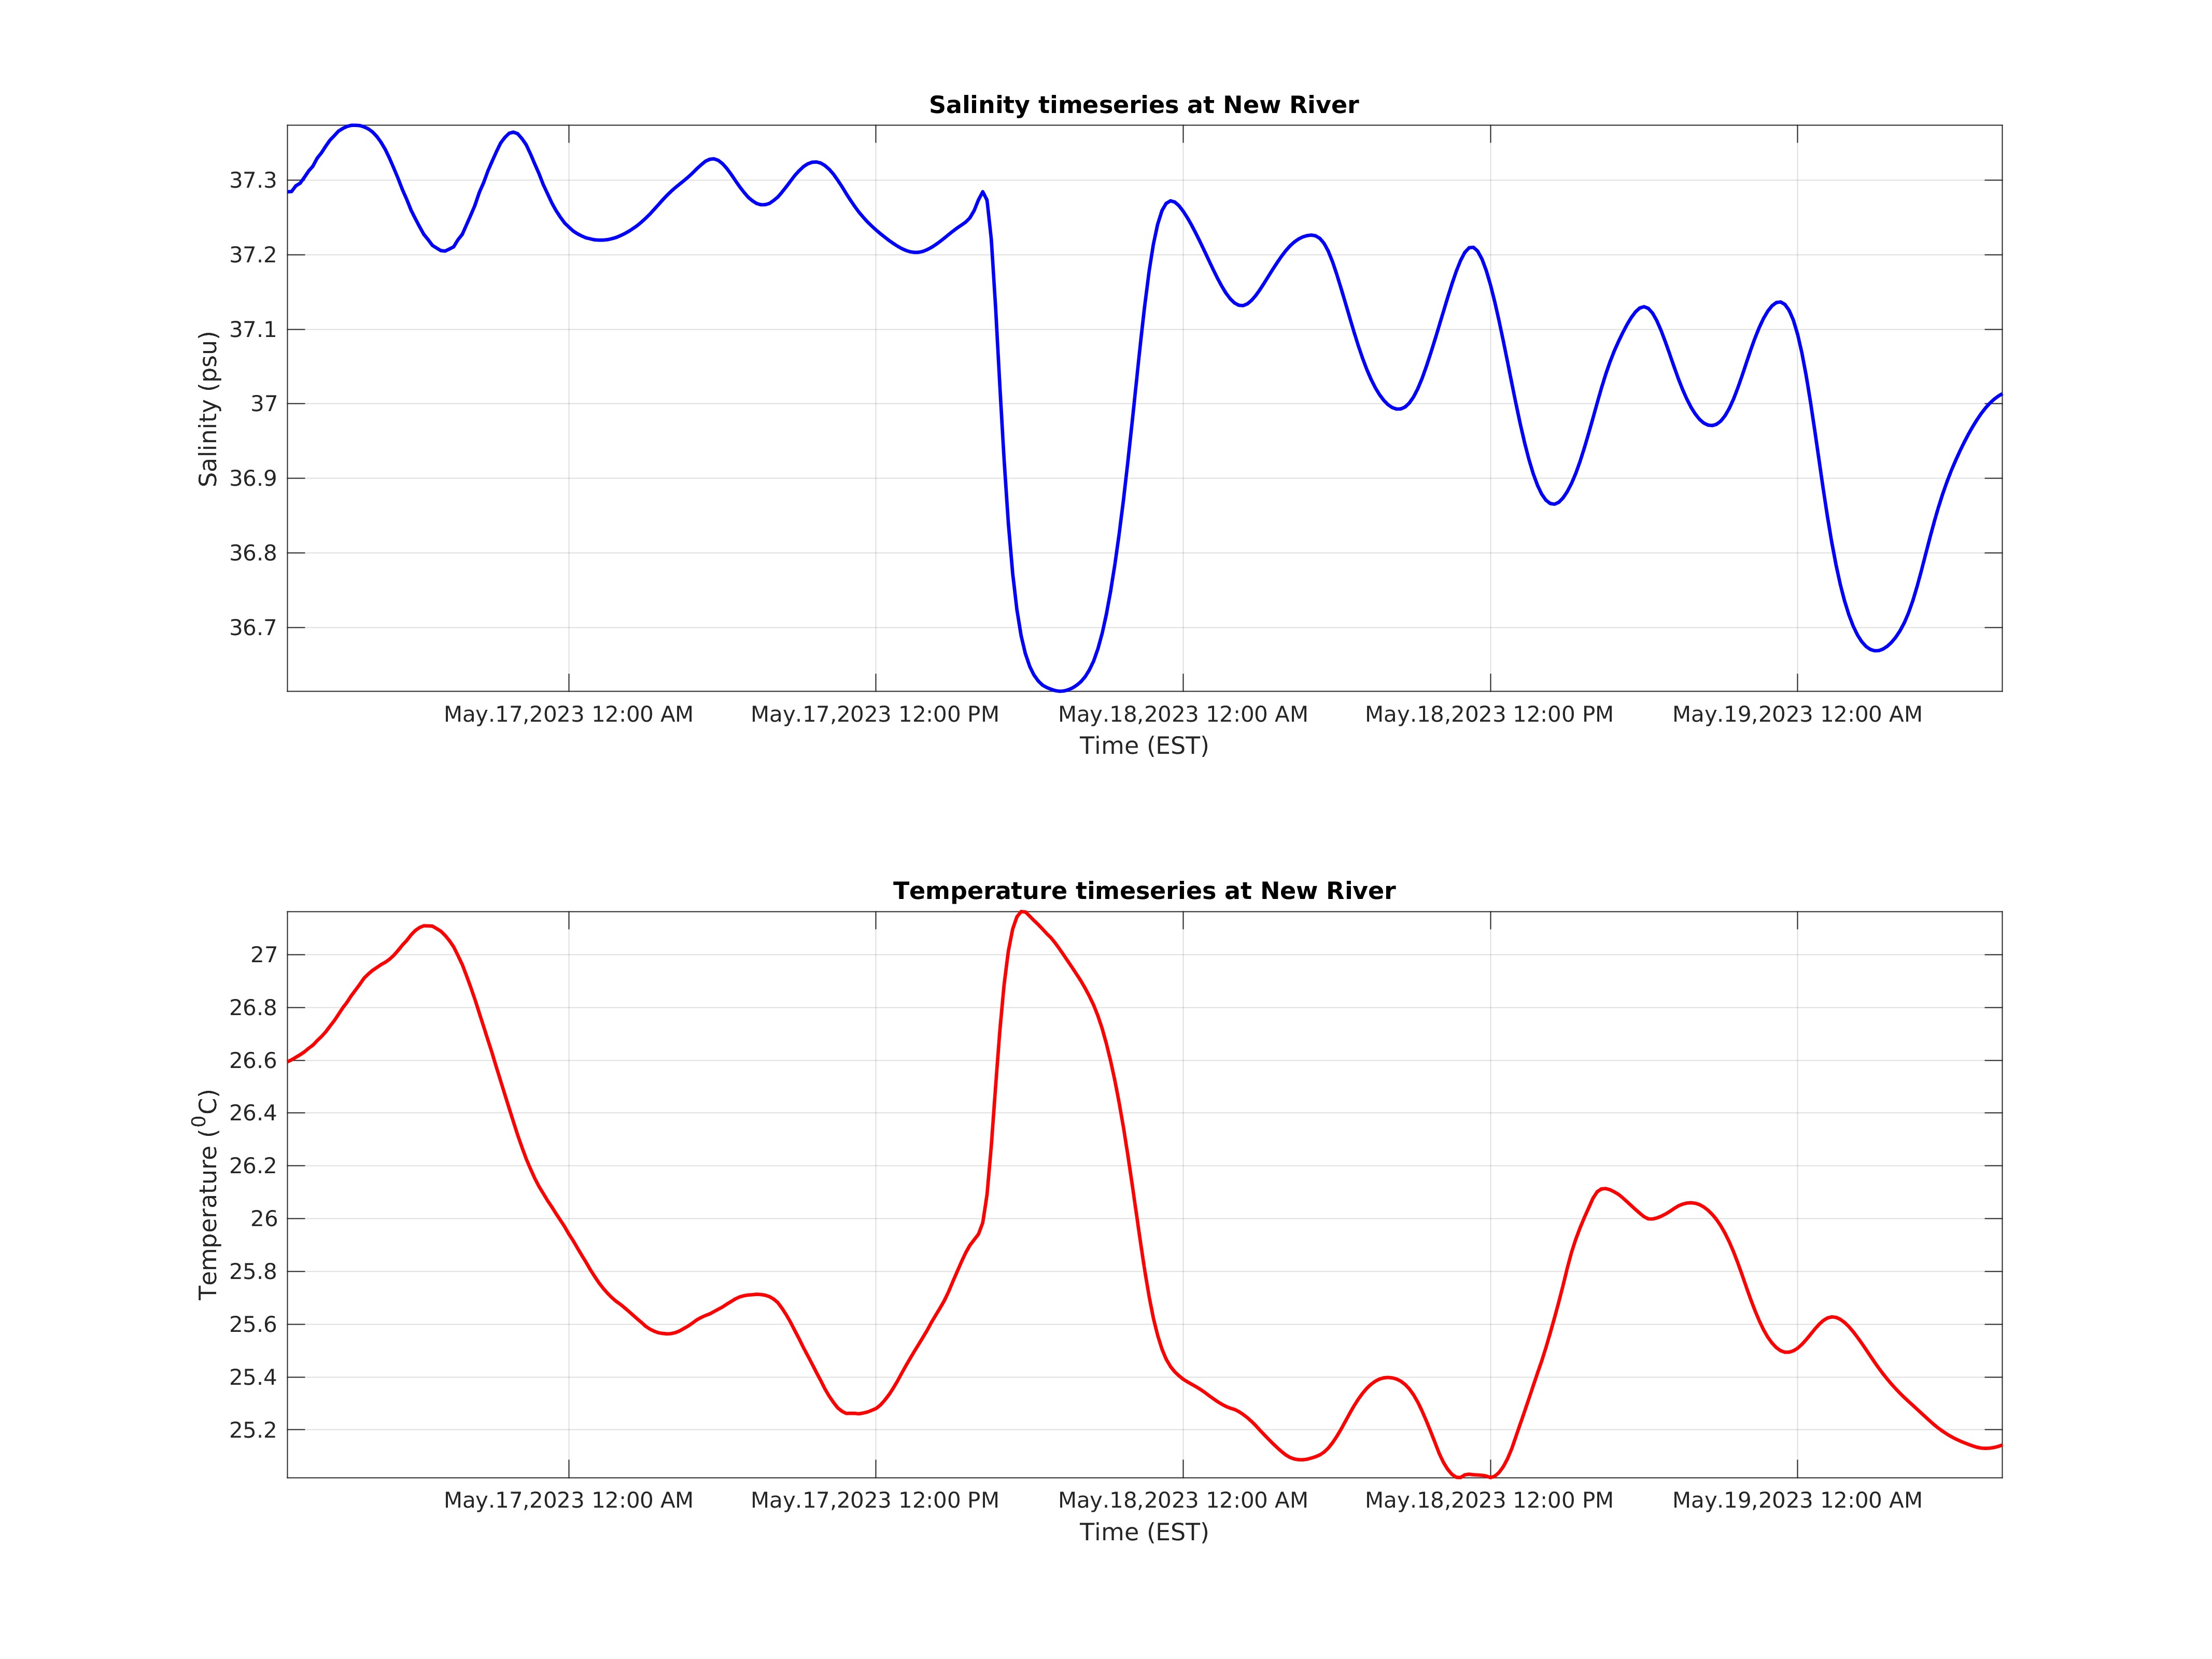 Salinity timeseries at New River
Salinity (psu)
37.3
37.2
37.1
37
36.9
36.8
36.7
May.17,2023 12:00 AM May.17,2023 12:00 PM May.18,2023 12:00 AM May.18,2023 12:00 PM May.19,2023 12:00 AM
Time (EST)
Temperature timeseries at New River
Temperature (⁰C)
27
26.8
26.6
26.4
26.2
26
25.8
25.6
25.4
25.2
May.17,2023 12:00 AM May.17,2023 12:00 PM May.18,2023 12:00 AM May.18,2023 12:00 PM May.19,2023 12:00 AM
Time (EST)